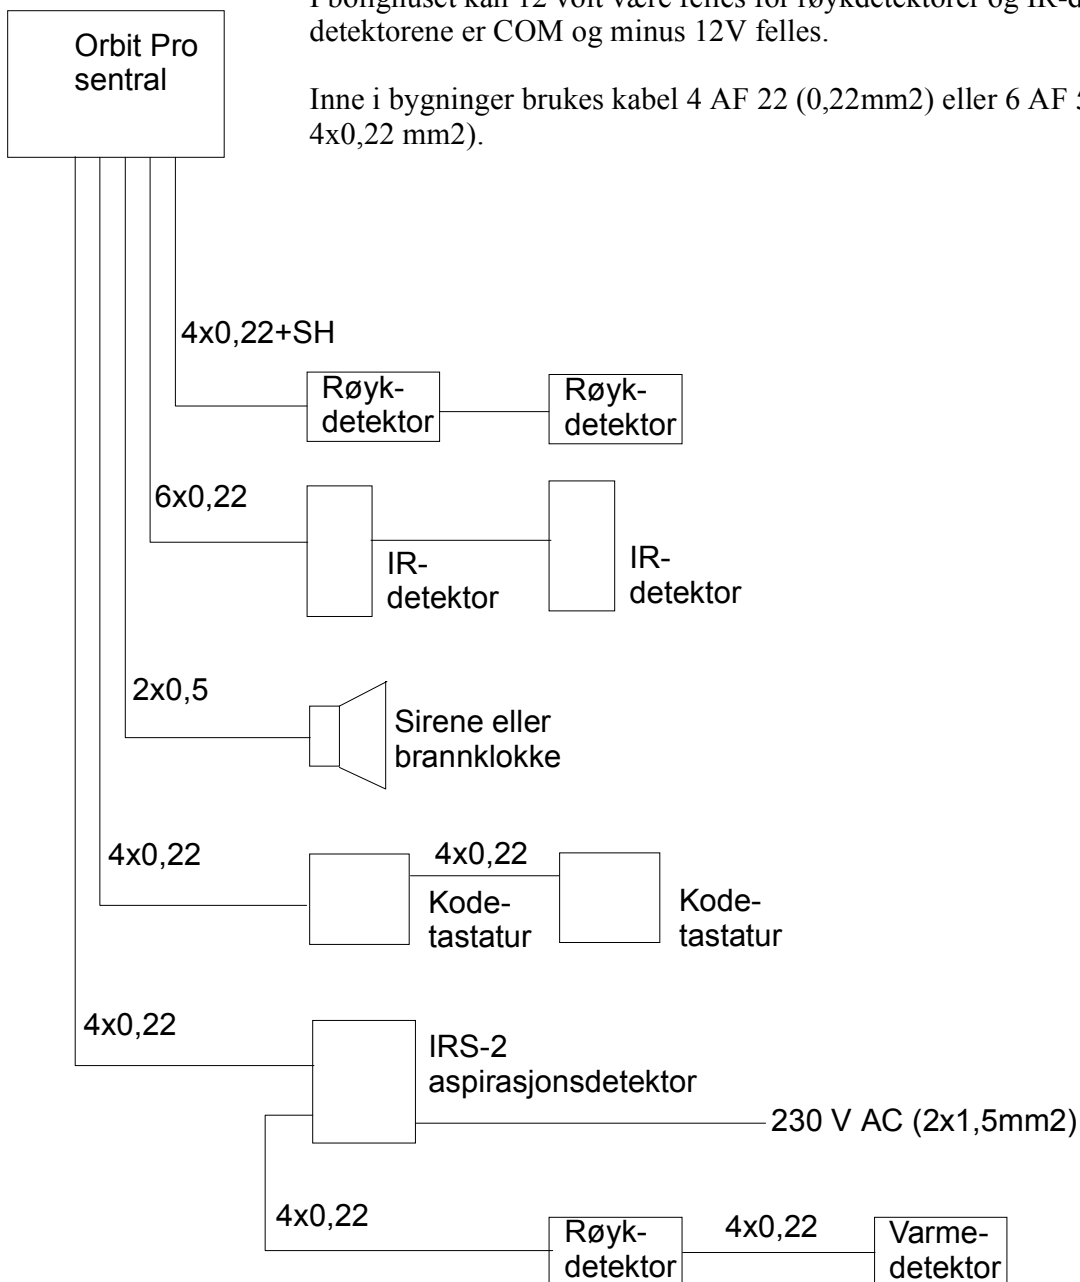 I bolighuset kan 12 volt være felles for røykdetektorer og IR-d
detektorene er COM og minus 12V felles.
Inne i bygninger brukes kabel 4 AF 22 (0,22mm2) eller 6 AF
4x0,22 mm2).
Orbit Pro
sentral
4x0,22+SH
Røyk-
detektor
Røyk-
detektor
6x0,22
IR-
detektor
IR-
detektor
2x0,5
Sirene eller
brannklokke
4x0,22
4x0,22
Kode-
tastatur
Kode-
tastatur
4x0,22
IRS-2
aspirasjonsdetektor
230 V AC (2x1,5mm2)
4x0,22
Røyk-
detektor
4x0,22
Varme-
detektor